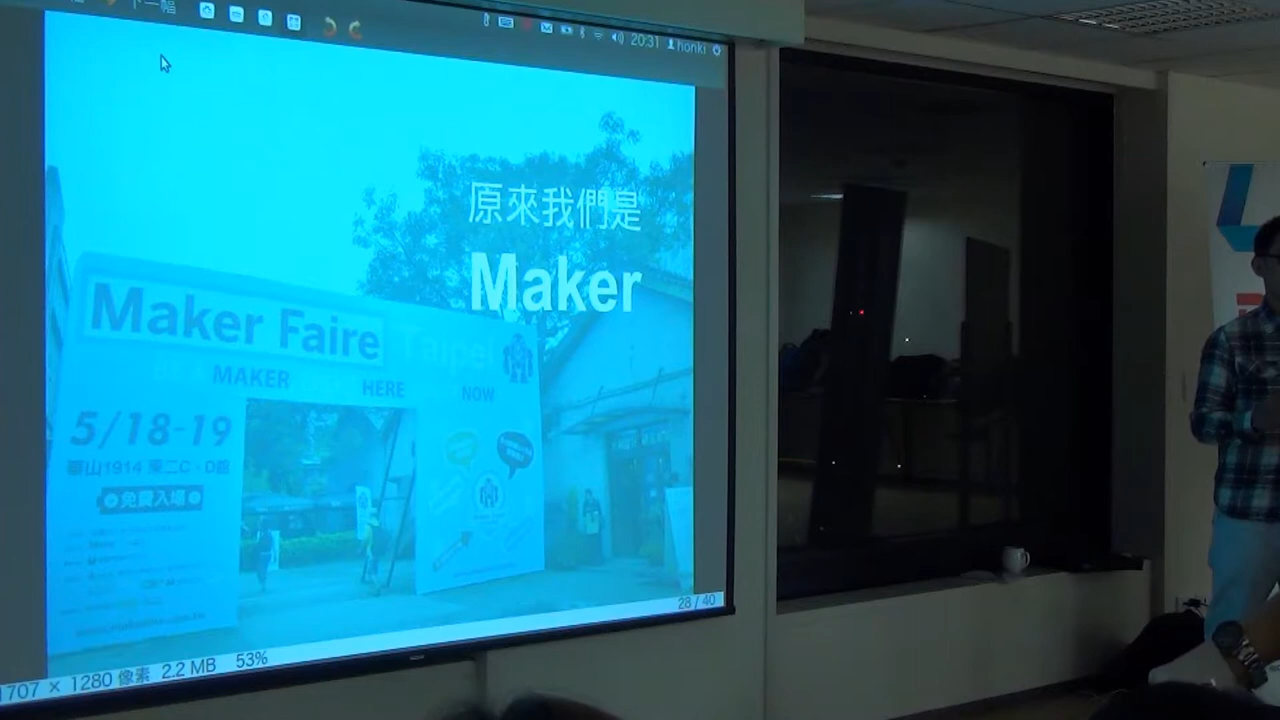 下一幅
20:31 honki
原來我們是
Maker
Maker Faire Taipei
MAKER HERE NOW
5/18-19
華山1914 東二C·D館
免費入場
28 / 40
1707 × 1280 像素 2.2 MB 53%